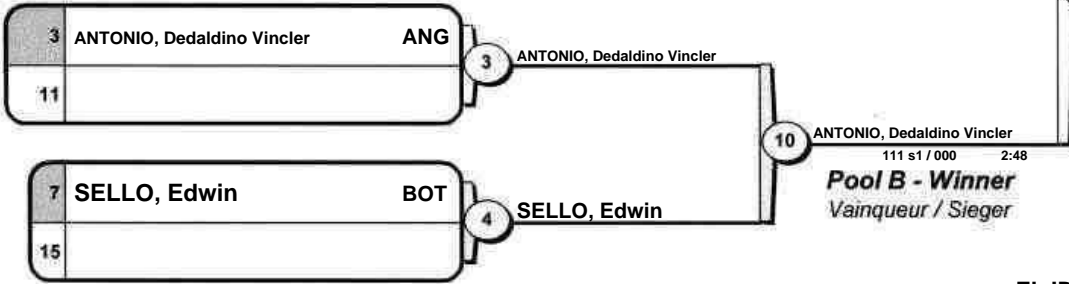 3 ANTONIO, Dedaldino Vincler ANG
11
3
ANTONIO, Dedaldino Vincler
7 SELLO, Edwin BOT
15
4
SELLO, Edwin
10
ANTONIO, Dedaldino Vincler
111 s1 / 000 2:48
Pool B - Winner
Vainqueur / Sieger